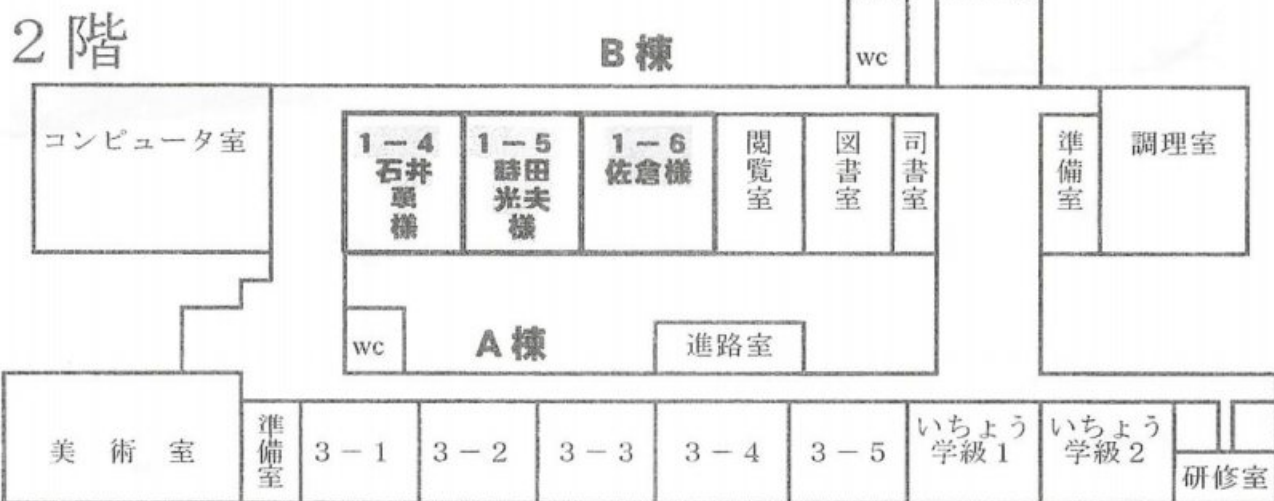 2階
B棟
wc
コンピュータ室
1－4
石井
勇
様
1－5
時田
光夫
様
1－6
佐倉様
閲覧室
図書室
司書室
準備室
調理室
wc
A棟
進路室
美術室
準備室
3－1
3－2
3－3
3－4
3－5
いちょう
学級1
いちょう
学級2
研修室